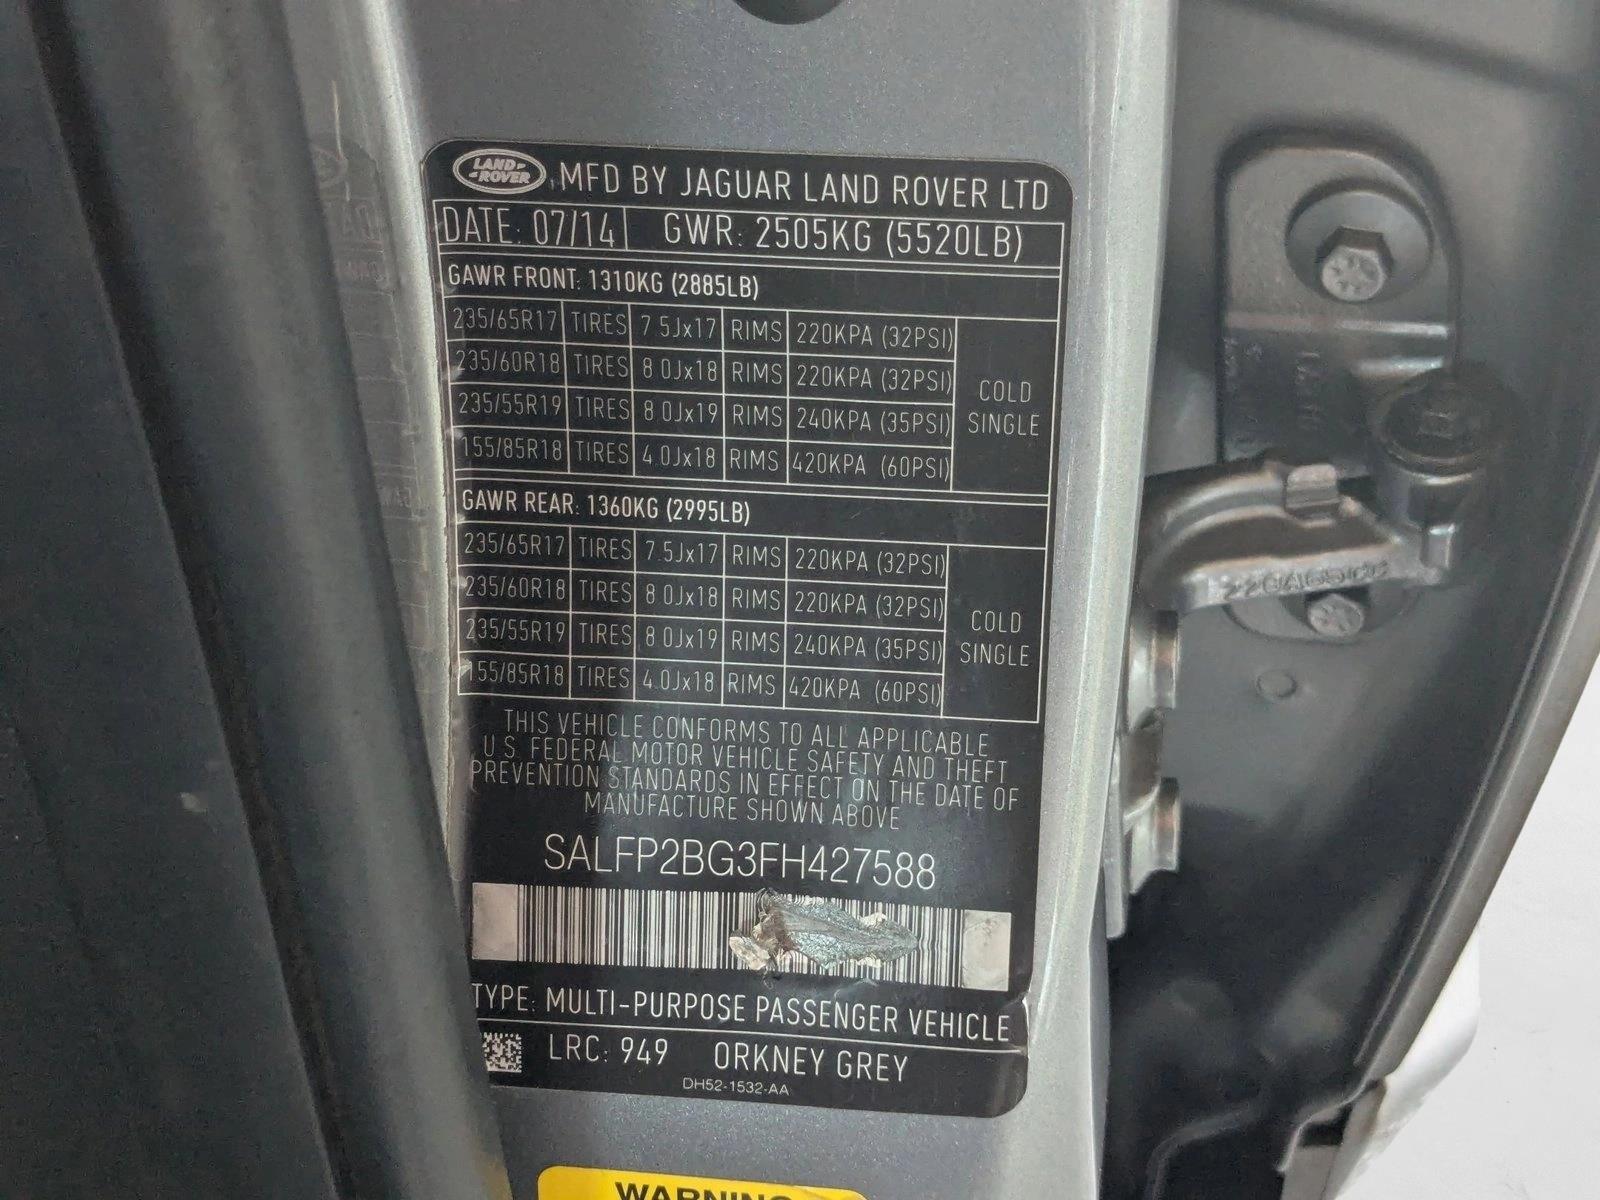 LAND-
-ROVER
MFD BY JAGUAR LAND ROVER LTD
DATE: 07/14 GWR: 2505KG (5520LB)
GAWR FRONT: 1310KG (2885LB)
235/65R17 TIRES 7.5Jx17 RIMS 220KPA (32PSI)
235/60R18 TIRES 8.0Jx18 RIMS 220KPA (32PSI)
235/55R19 TIRES 8.0Jx19 RIMS 240KPA (35PSI)
155/85R18 TIRES 4.0Jx18 RIMS 420KPA (60PSI)
COLD
SINGLE
GAWR REAR: 1360KG (2995LB)
235/65R17 TIRES 7.5Jx17 RIMS 220KPA (32PSI)
235/60R18 TIRES 8.0Jx18 RIMS 220KPA (32PSI)
235/55R19 TIRES 8.0Jx19 RIMS 240KPA (35PSI)
155/85R18 TIRES 4.0Jx18 RIMS 420KPA (60PSI)
COLD
SINGLE
THIS VEHICLE CONFORMS TO ALL APPLICABLE
U.S. FEDERAL MOTOR VEHICLE SAFETY AND THEFT
PREVENTION STANDARDS IN EFFECT ON THE DATE OF
MANUFACTURE SHOWN ABOVE
SALFP2BG3FH427588
TYPE: MULTI-PURPOSE PASSENGER VEHICLE
LRC: 949 ORKNEY GREY
DH52-1532-AA
WARNING